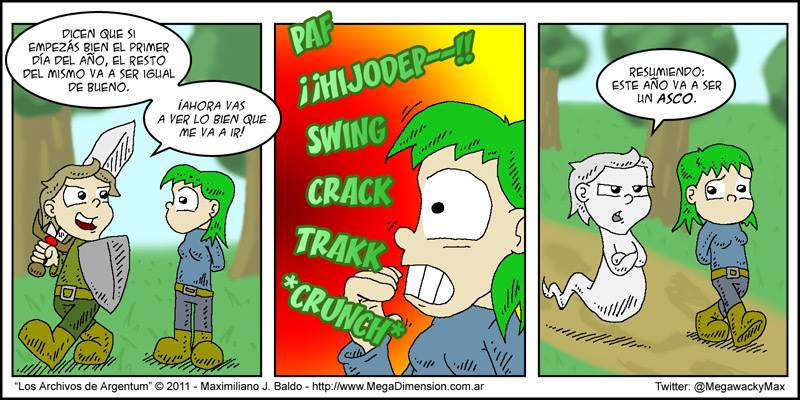 DICEN QUE SI
EMPEZÁS BIEN EL PRIMER
DÍA DEL AÑO, EL RESTO
DEL MISMO VA A SER IGUAL
DE BUENO.
¡AHORA VAS
A VER LO BIEN QUE
ME VA A IR!
PAF
¡¡HIJODEP--!!
SWING
CRACK
TRAKK
*CRUNCH*
RESUMIENDO:
ESTE AÑO VA A SER
UN ASCO.
"Los Archivos de Argentum" © 2011 - Maximiliano J. Baldo - http://www.MegaDimension.com.ar
Twitter: @MegawackyMax